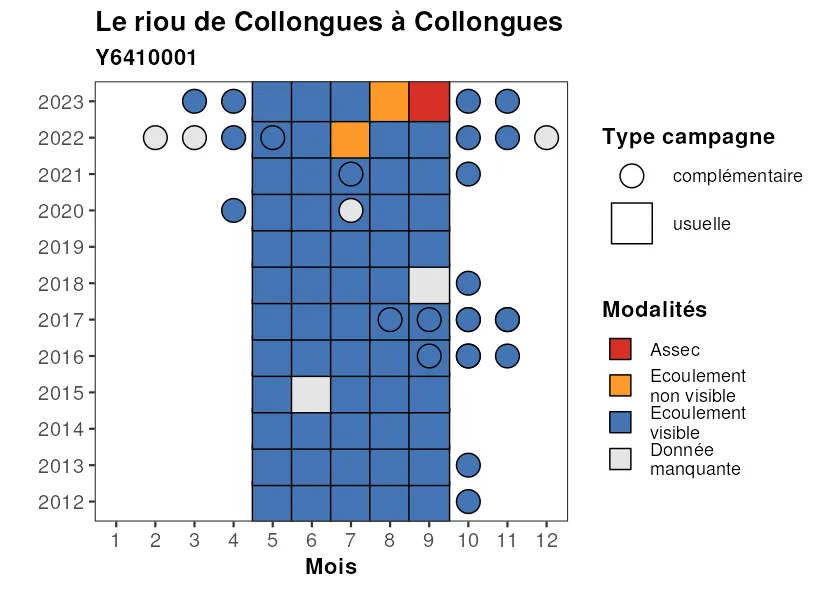 Le riou de Collongues à Collongues
Y6410001
2023
2022
2021
2020
2019
2018
2017
2016
2015
2014
2013
2012
1 2 3 4 5 6 7 8 9 10 11 12
Mois
Type campagne
complémentaire
usuelle
Modalités
Assec
Ecoulement
non visible
Ecoulement
visible
Donnée
manquante